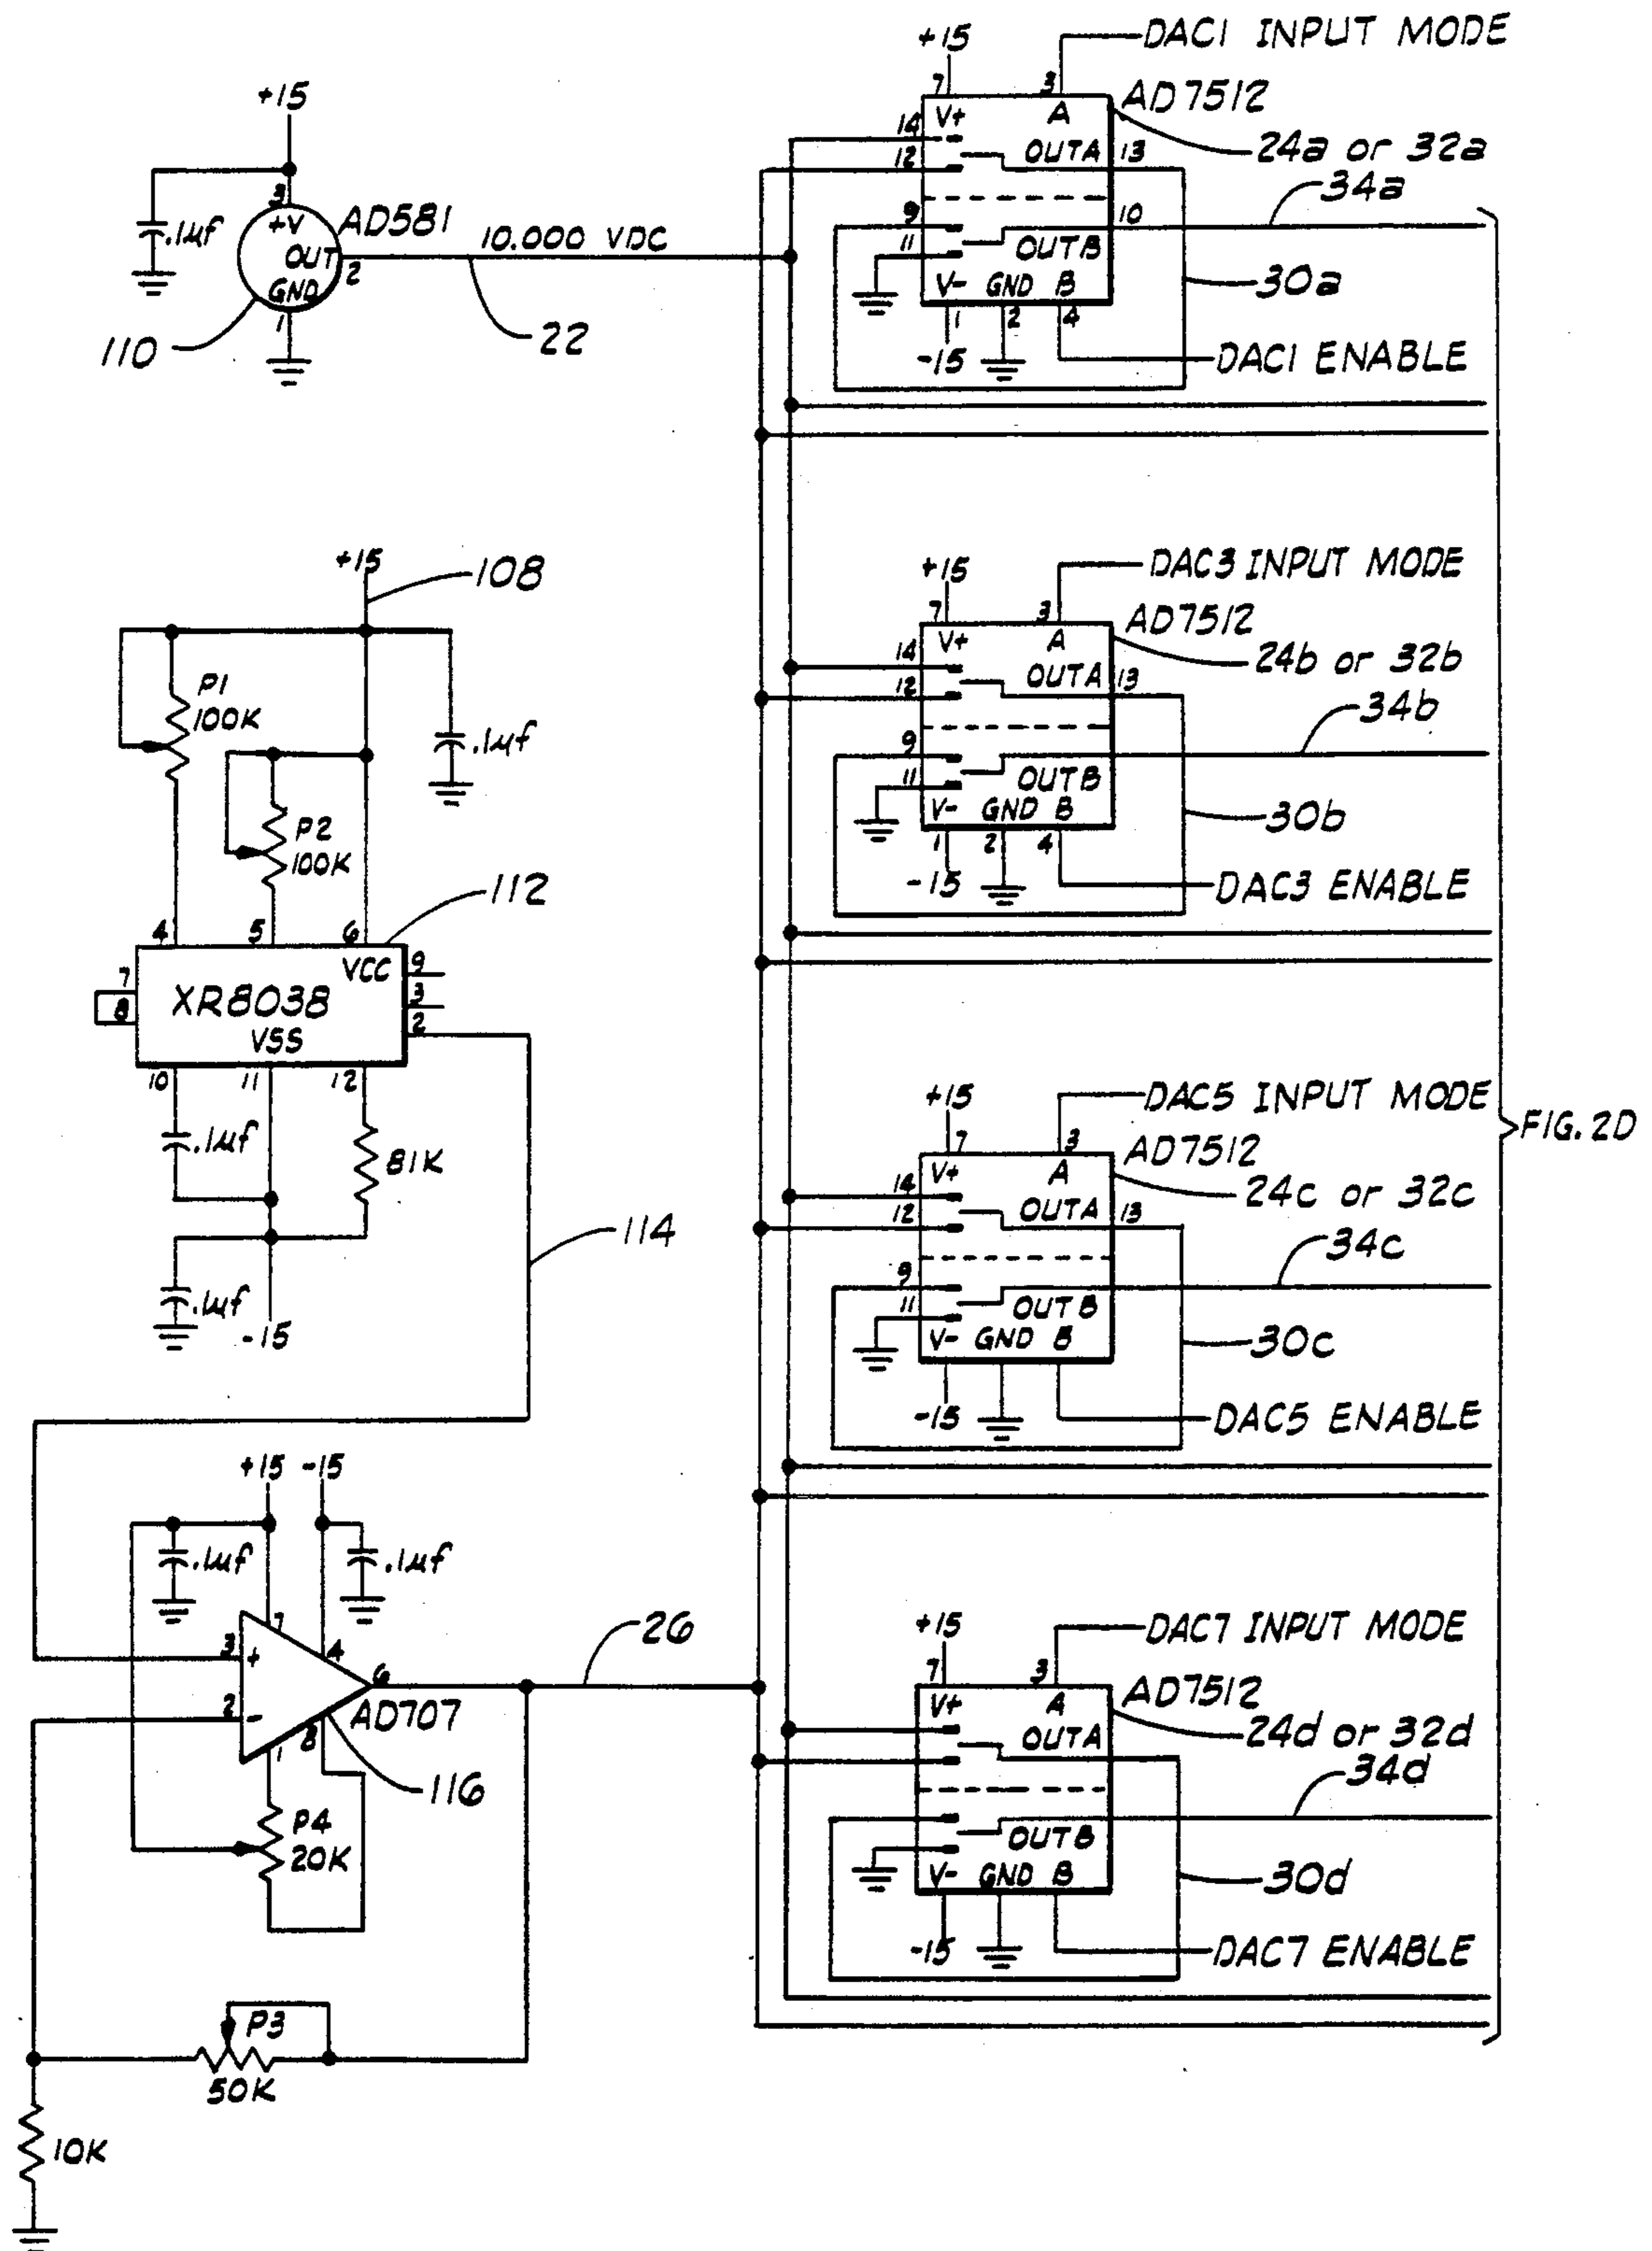 +15
3
+V
AD581
.1µf
OUT
2
10.000 VDC
GND
1
110
22
+15
DAC1 INPUT MODE
7
3
AD7512
V+
A
14
12
OUTA
13
24a or 32a
34a
9
10
11
OUTB
V- GND B
30a
1
2
4
-15
DAC1 ENABLE
+15
108
P1
100K
.1µf
P2
100K
112
4
5
6
VCC
9
7
3
8
XR8038
2
VSS
10
11
12
.1µf
81K
114
.1µf
-15
+15
DAC3 INPUT MODE
7
3
AD7512
V+
A
14
12
OUTA
13
24b or 32b
34b
9
11
OUTB
V- GND B
30b
1
2
4
-15
DAC3 ENABLE
+15
DAC5 INPUT MODE
7
3
AD7512
V+
A
14
12
OUTA
13
24c or 32c
34c
9
11
OUTB
V- GND B
30c
-15
DAC5 ENABLE
FIG. 2D
+15 -15
.1µf
.1µf
7
3
+
4
6
26
2
-
AD707
1
8
116
P4
20K
P3
50K
10K
+15
DAC7 INPUT MODE
7
3
AD7512
V+
A
OUTA
24d or 32d
34d
OUTB
V- GND B
30d
-15
DAC7 ENABLE